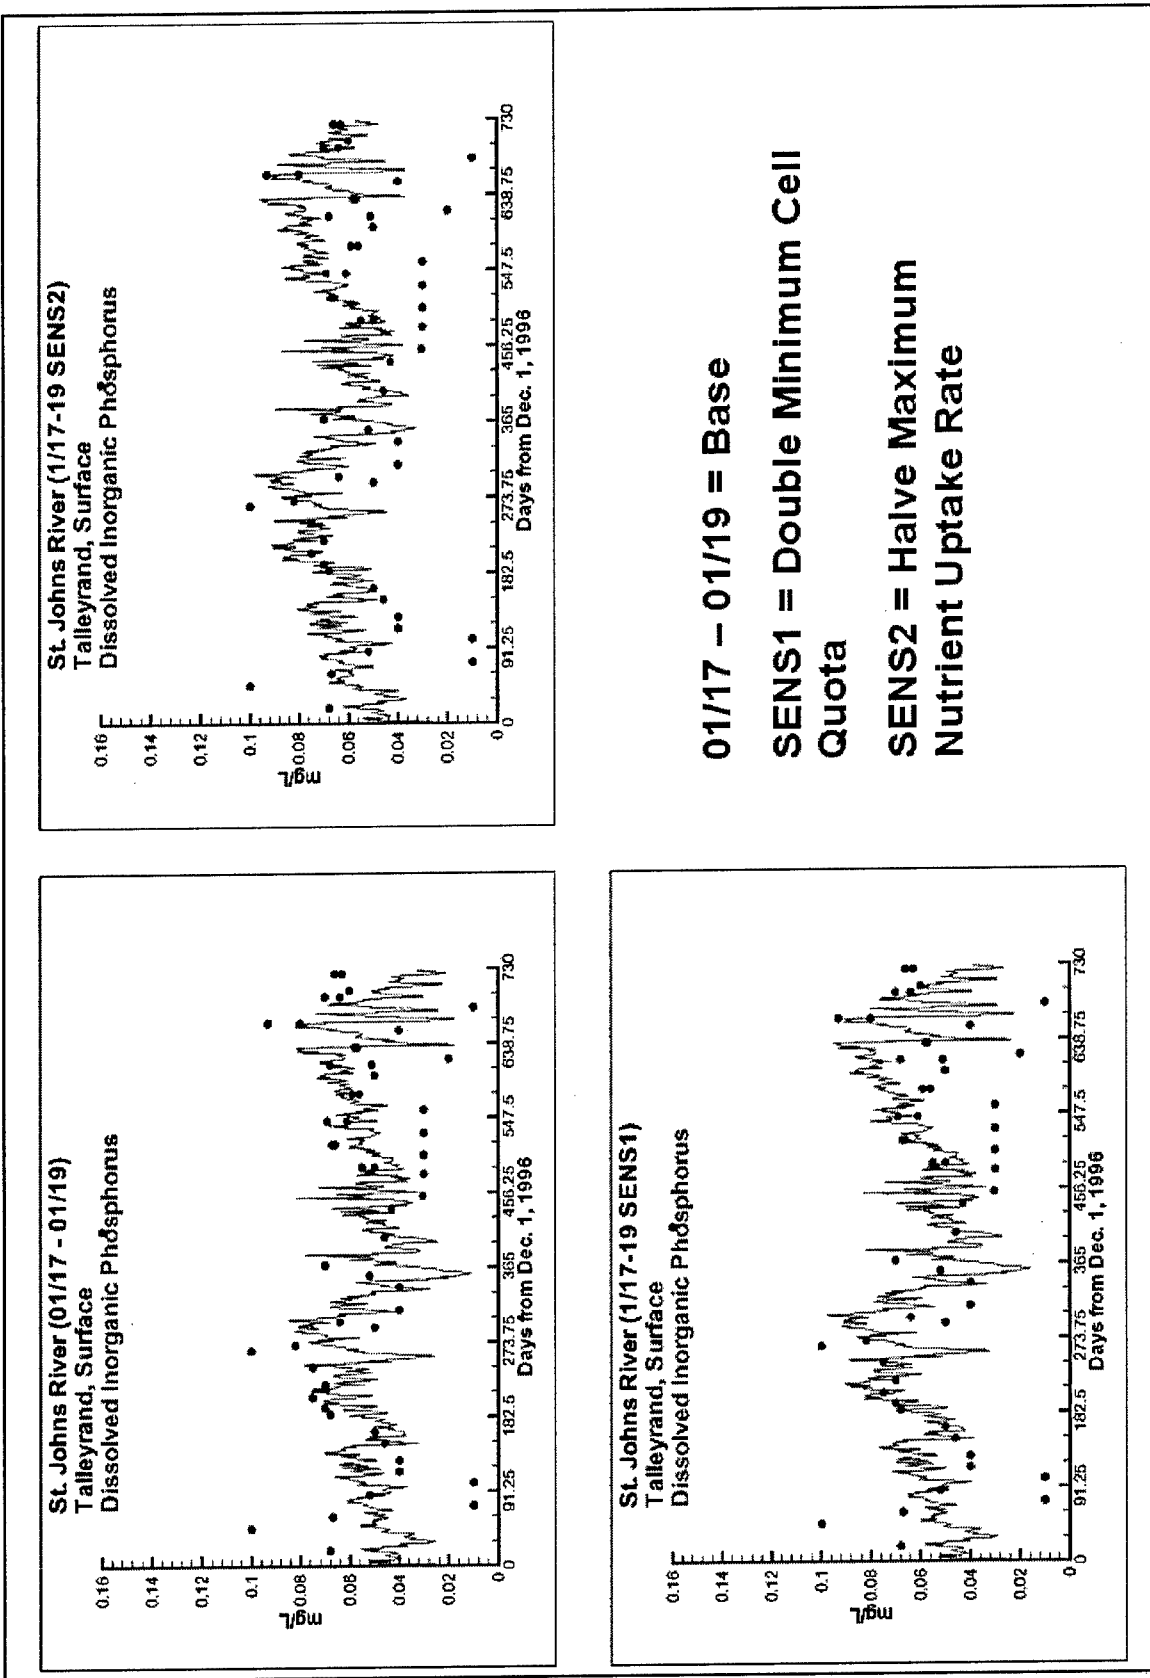 St. Johns River (01/17 - 01/19)
Talleyrand, Surface
Dissolved Inorganic Phosphorus
0.16
0.14
0.12
0.1
0.08
0.06
0.04
0.02
0
mg/L
0 91.25 182.5 273.75 365 456.25 547.5 638.75 730
Days from Dec. 1, 1996
St. Johns River (1/17-19 SENS2)
Talleyrand, Surface
Dissolved Inorganic Phosphorus
0.16
0.14
0.12
0.1
0.08
0.06
0.04
0.02
0
mg/L
0 91.25 182.5 273.75 365 456.25 547.5 638.75 730
Days from Dec. 1, 1996
St. Johns River (1/17-19 SENS1)
Talleyrand, Surface
Dissolved Inorganic Phosphorus
0.16
0.14
0.12
0.1
0.08
0.06
0.04
0.02
0
mg/L
0 91.25 182.5 273.75 365 456.25 547.5 638.75 730
Days from Dec. 1, 1996
01/17 – 01/19 = Base
SENS1 = Double Minimum Cell
Quota
SENS2 = Halve Maximum
Nutrient Uptake Rate